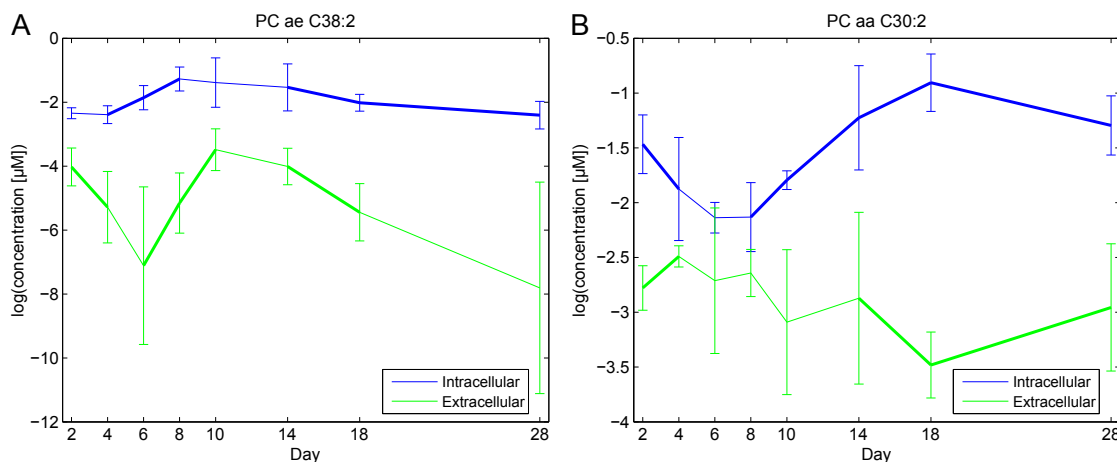 A
PC ae C38:2
log(concentration [µM])
0
−2
−4
−6
−8
−10
−12
2 4 6 8 10 14 18 28
Day
Intracellular
Extracellular
B
PC aa C30:2
log(concentration [µM])
−0.5
−1
−1.5
−2
−2.5
−3
−3.5
−4
2 4 6 8 10 14 18 28
Day
Intracellular
Extracellular